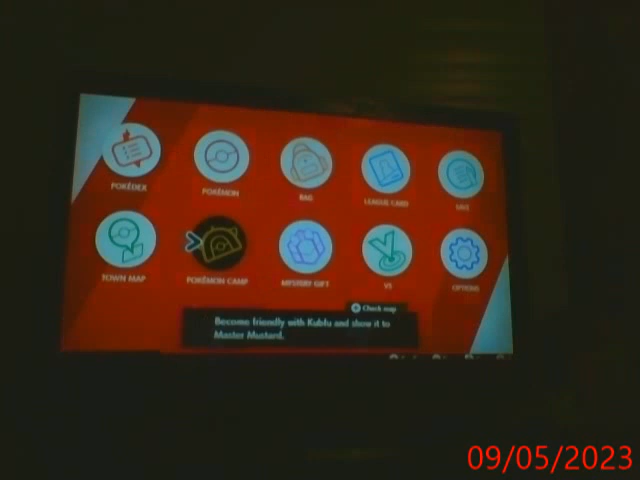 POKÉDEX
POKÉMON
BAG
LEAGUE CARD
SAVE
TOWN MAP
POKÉMON CAMP
MYSTERY GIFT
VS
OPTIONS
Check map
Become friendly with Kubfu and show it to
Master Mustard.
09/05/2023